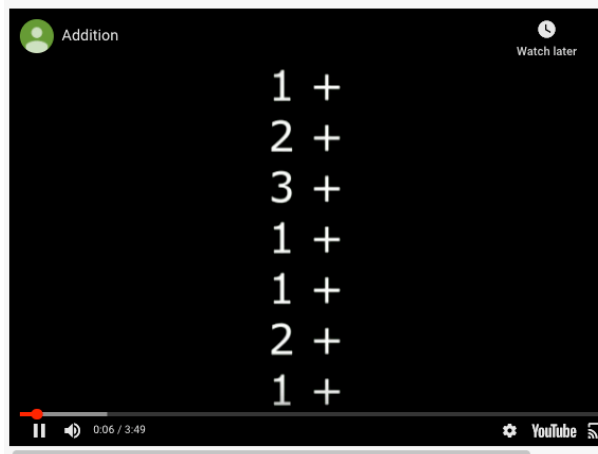 Addition
Watch later
1 +
2 +
3 +
1 +
1 +
2 +
1 +
0:06 / 3:49
YouTube